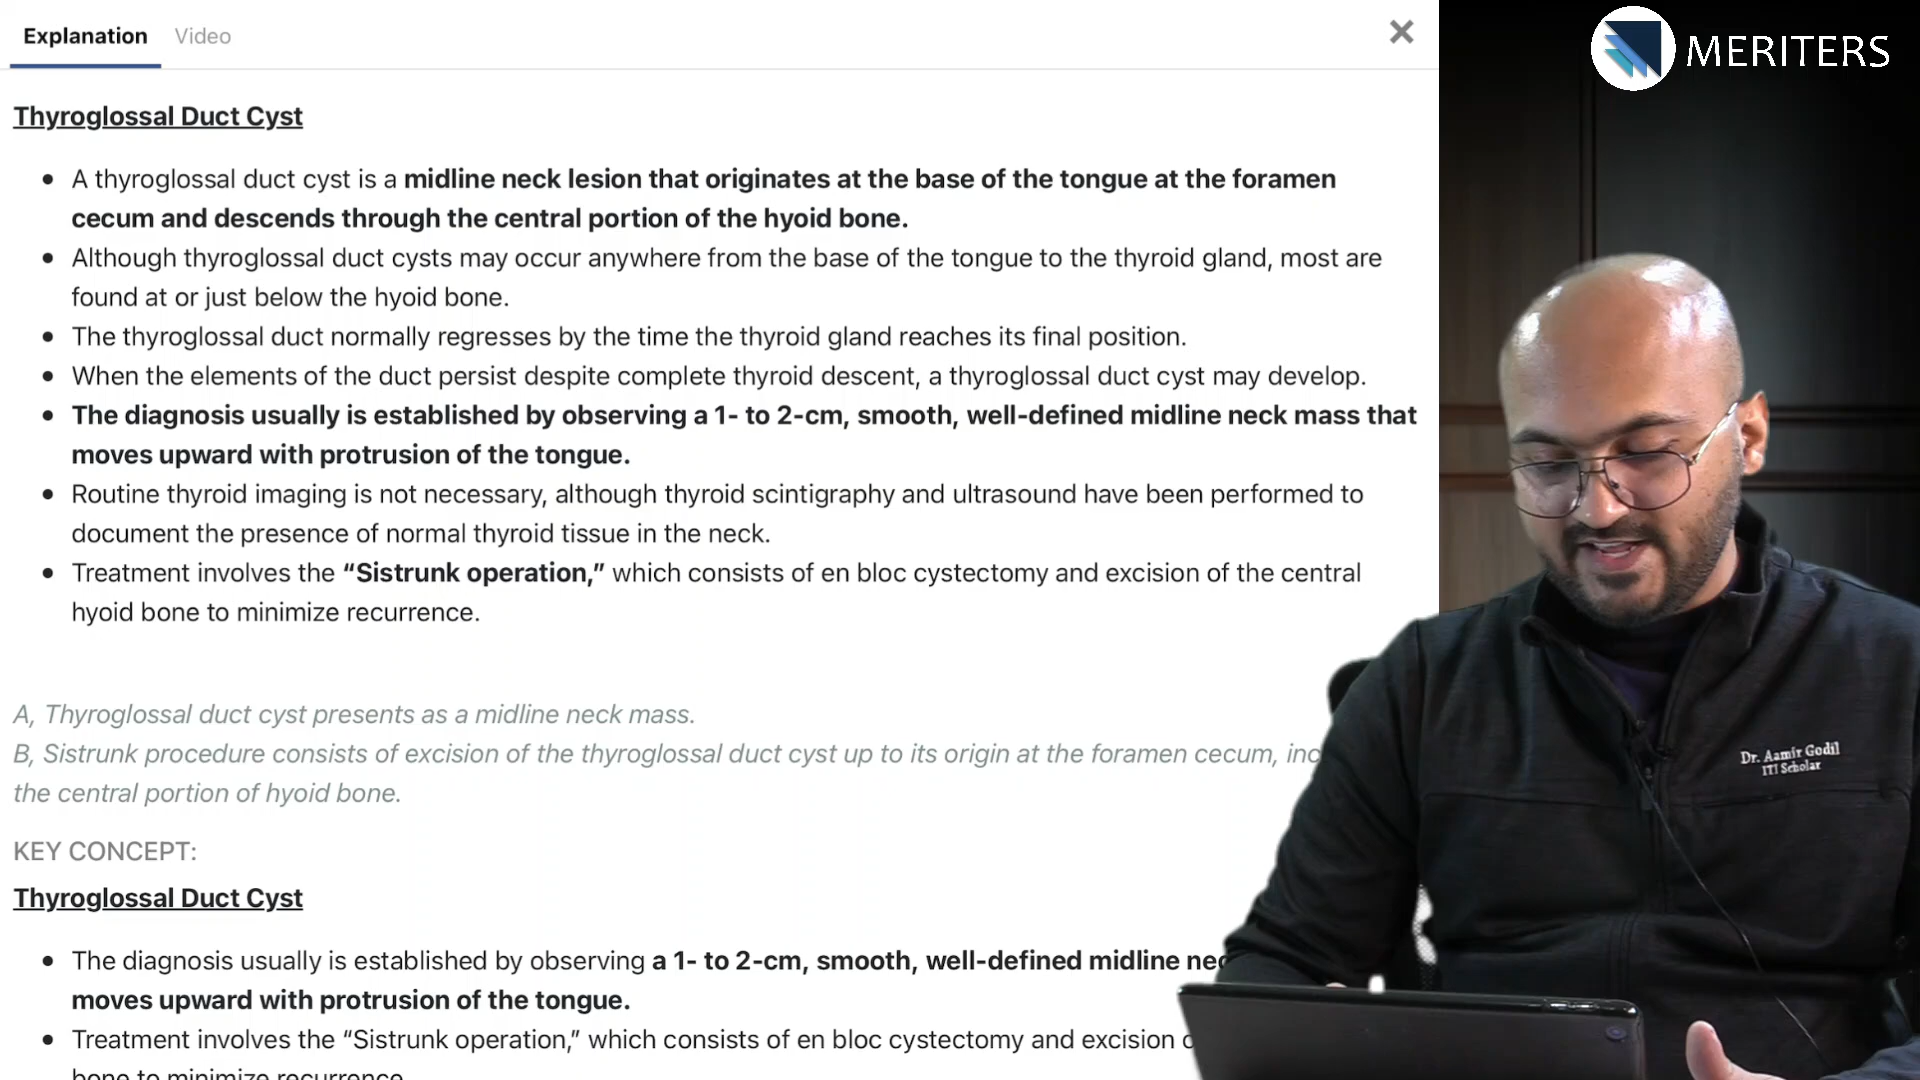 Explanation Video
MERITERS
Thyroglossal Duct Cyst
• A thyroglossal duct cyst is a midline neck lesion that originates at the base of the tongue at the foramen
cecum and descends through the central portion of the hyoid bone.
• Although thyroglossal duct cysts may occur anywhere from the base of the tongue to the thyroid gland, most are
found at or just below the hyoid bone.
• The thyroglossal duct normally regresses by the time the thyroid gland reaches its final position.
• When the elements of the duct persist despite complete thyroid descent, a thyroglossal duct cyst may develop.
• The diagnosis usually is established by observing a 1- to 2-cm, smooth, well-defined midline neck mass that
moves upward with protrusion of the tongue.
• Routine thyroid imaging is not necessary, although thyroid scintigraphy and ultrasound have been performed to
document the presence of normal thyroid tissue in the neck.
• Treatment involves the “Sistrunk operation,” which consists of en bloc cystectomy and excision of the central
hyoid bone to minimize recurrence.
A, Thyroglossal duct cyst presents as a midline neck mass.
B, Sistrunk procedure consists of excision of the thyroglossal duct cyst up to its origin at the foramen cecum, inc
the central portion of hyoid bone.
KEY CONCEPT:
Thyroglossal Duct Cyst
• The diagnosis usually is established by observing a 1- to 2-cm, smooth, well-defined midline nec
moves upward with protrusion of the tongue.
• Treatment involves the “Sistrunk operation,” which consists of en bloc cystectomy and excision
bone to minimize recurrence.
Dr. Aamir Godil
ITI Scholar